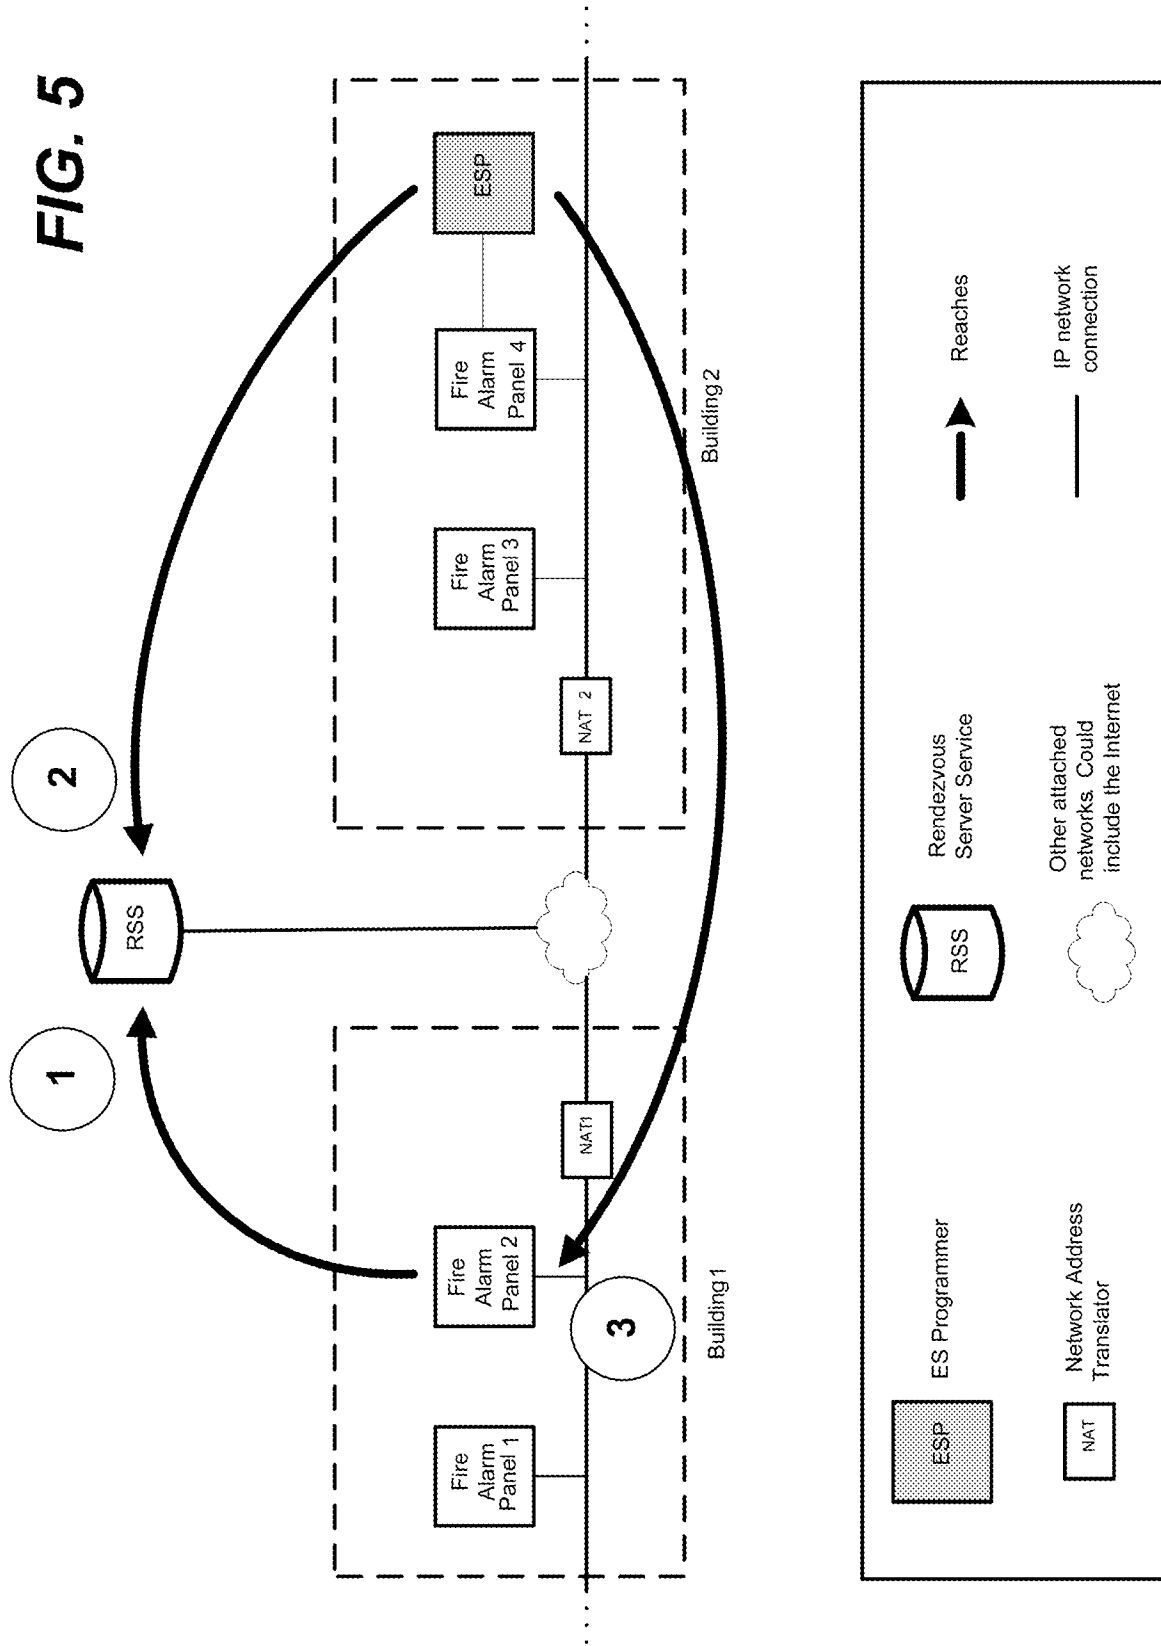 FIG. 5
1
2
RSS
Fire
Alarm
Panel 1
Fire
Alarm
Panel 2
Fire
Alarm
Panel 3
Fire
Alarm
Panel 4
ESP
NAT1
NAT 2
3
Building1
Building2
ESP
ES Programmer
RSS
Rendezvous
Server Service
Reaches
NAT
Network Address
Translator
Other attached
networks. Could
include the Internet
IP network
connection